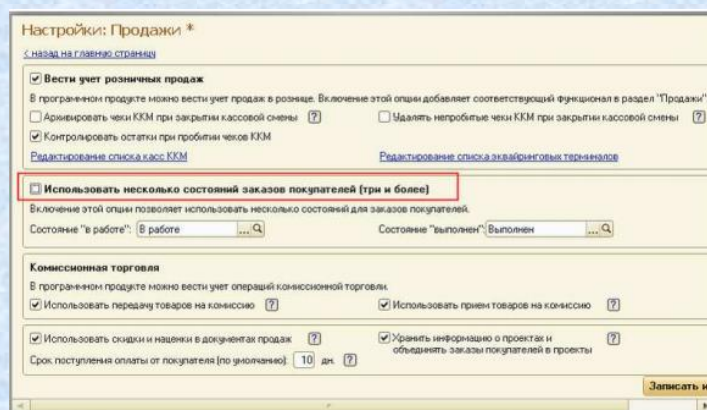 Настройки: Продажи *
< назад на главную страницу
Вести учет розничных продаж
В программном продукте можно вести учет продаж в рознице. Включение этой опции добавляет соответствующий функционал в раздел "Продажи"
Архивировать чеки ККМ при закрытии кассовой смены ? Удалять непробитые чеки ККМ при закрытии кассовой смены ?
Контролировать остатки при пробитии чеков ККМ
Редактирование списка касс ККМ Редактирование списка эквайринговых терминалов
Использовать несколько состояний заказов покупателей (три и более)
Включение этой опции позволяет использовать несколько состояний для заказов покупателей.
Состояние "в работе": В работе ... Состояние "выполнен": Выполнен ...
Комиссионная торговля
В программном продукте можно вести учет операций комиссионной торговли.
Использовать передачу товаров на комиссию ? Использовать прием товаров на комиссию ?
Использовать скидки и наценки в документах продаж ? Хранить информацию о проектах и ?
объединять заказы покупателей в проекты
Срок поступления оплаты от покупателя (по умолчанию): 10 дн. ?
Записать и